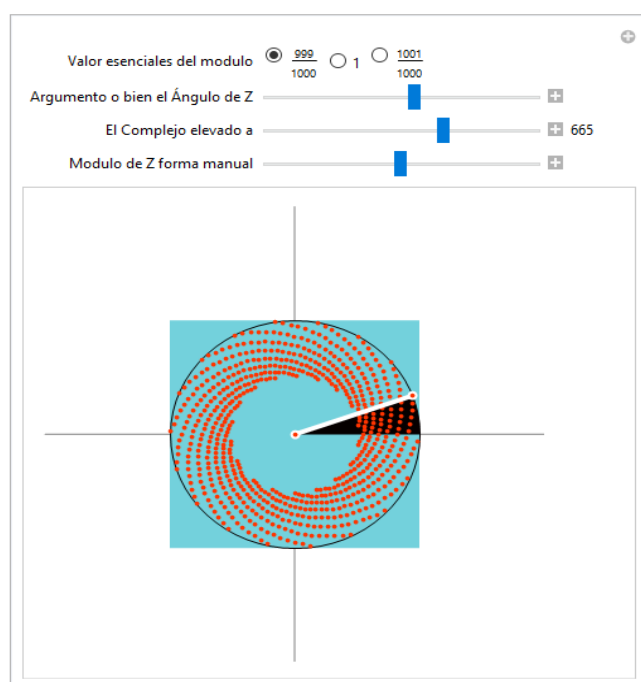 Valor esenciales del modulo 999/1000 1 1001/1000
Argumento o bien el Ángulo de Z
El Complejo elevado a 665
Modulo de Z forma manual